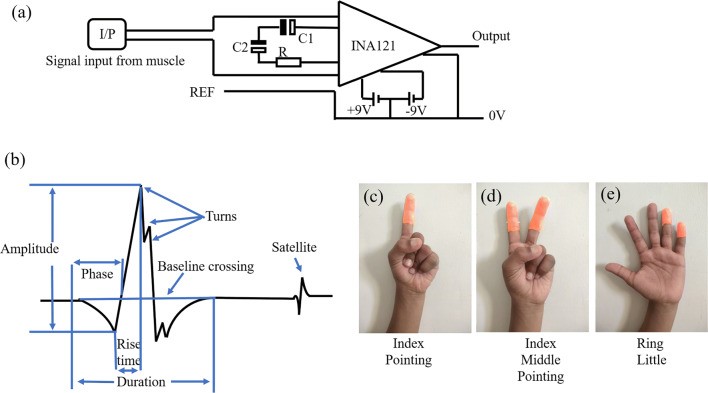 (a)
I/P
Signal input from muscle
C1
C2
R
INA121
Output
REF
+9V
-9V
0V
(b)
Amplitude
Phase
Turns
Baseline crossing
Satellite
Rise
time
Duration
(c)
Index
Pointing
(d)
Index
Middle
Pointing
(e)
Ring
Little